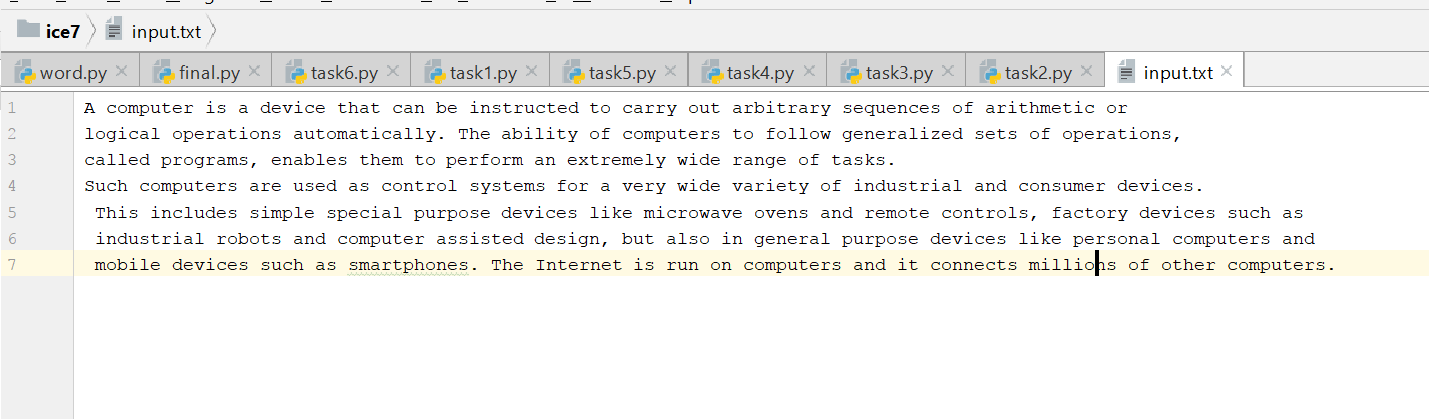 ice7 input.txt
word.py final.py task6.py task1.py task5.py task4.py task3.py task2.py input.txt
1 A computer is a device that can be instructed to carry out arbitrary sequences of arithmetic or
2 logical operations automatically. The ability of computers to follow generalized sets of operations,
3 called programs, enables them to perform an extremely wide range of tasks.
4 Such computers are used as control systems for a very wide variety of industrial and consumer devices.
5 This includes simple special purpose devices like microwave ovens and remote controls, factory devices such as
6 industrial robots and computer assisted design, but also in general purpose devices like personal computers and
7 mobile devices such as smartphones. The Internet is run on computers and it connects millions of other computers.